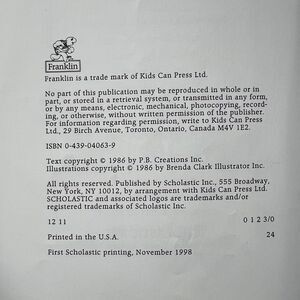 Franklin
Franklin is a trade mark of Kids Can Press Ltd.
No part of this publication may be reproduced in whole or in
part, or stored in a retrieval system, or transmitted in any form,
or by any means, electronic, mechanical, photocopying, record-
ing, or otherwise, without written permission of the publisher.
For information regarding permission, write to Kids Can Press
Ltd., 29 Birch Avenue, Toronto, Ontario, Canada M4V 1E2.
ISBN 0-439-04063-9
Text copyright © 1986 by P.B. Creations Inc.
Illustrations copyright © 1986 by Brenda Clark Illustrator Inc.
All rights reserved. Published by Scholastic Inc., 555 Broadway,
New York, NY 10012, by arrangement with Kids Can Press Ltd.
SCHOLASTIC and associated logos are trademarks and/or
registered trademarks of Scholastic Inc.
12 11 0 1 2 3/0
Printed in the U.S.A. 24
First Scholastic printing, November 1998